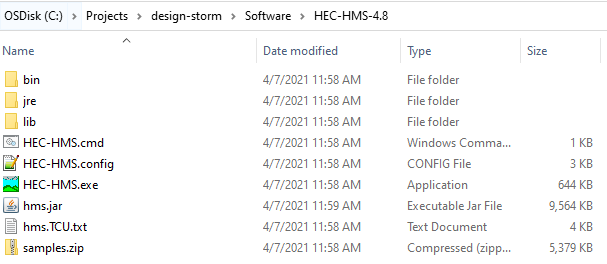 OSDisk (C:) > Projects > design-storm > Software > HEC-HMS-4.8
Name Date modified Type Size
bin 4/7/2021 11:58 AM File folder
jre 4/7/2021 11:58 AM File folder
lib 4/7/2021 11:58 AM File folder
HEC-HMS.cmd 4/7/2021 11:58 AM Windows Comma... 1 KB
HEC-HMS.config 4/7/2021 11:58 AM CONFIG File 3 KB
HEC-HMS.exe 4/7/2021 11:58 AM Application 644 KB
hms.jar 4/7/2021 11:59 AM Executable Jar File 9,564 KB
hms.TCU.txt 4/7/2021 11:58 AM Text Document 4 KB
samples.zip 4/7/2021 11:58 AM Compressed (zipp... 5,379 KB